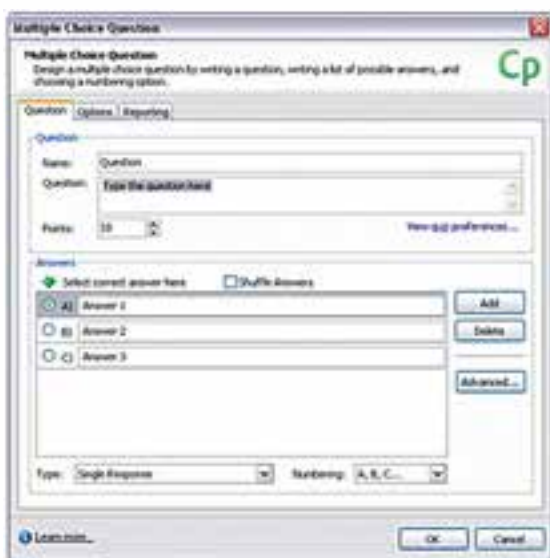 Multiple Choice Question
Multiple Choice Question
Design a multiple choice question by writing a question, writing a list of possible answers, and
choosing a numbering option.
Cp
Question Options Reporting
Question
Name: Question
Question: Type the question here
Points: 10 View quiz preferences...
Answers
Select correct answer here Shuffle Answers
A) Answer 1 Add
B) Answer 2 Delete
C) Answer 3
Advanced...
Type: Single Response Numbering: A, B, C...
Learn more... OK Cancel